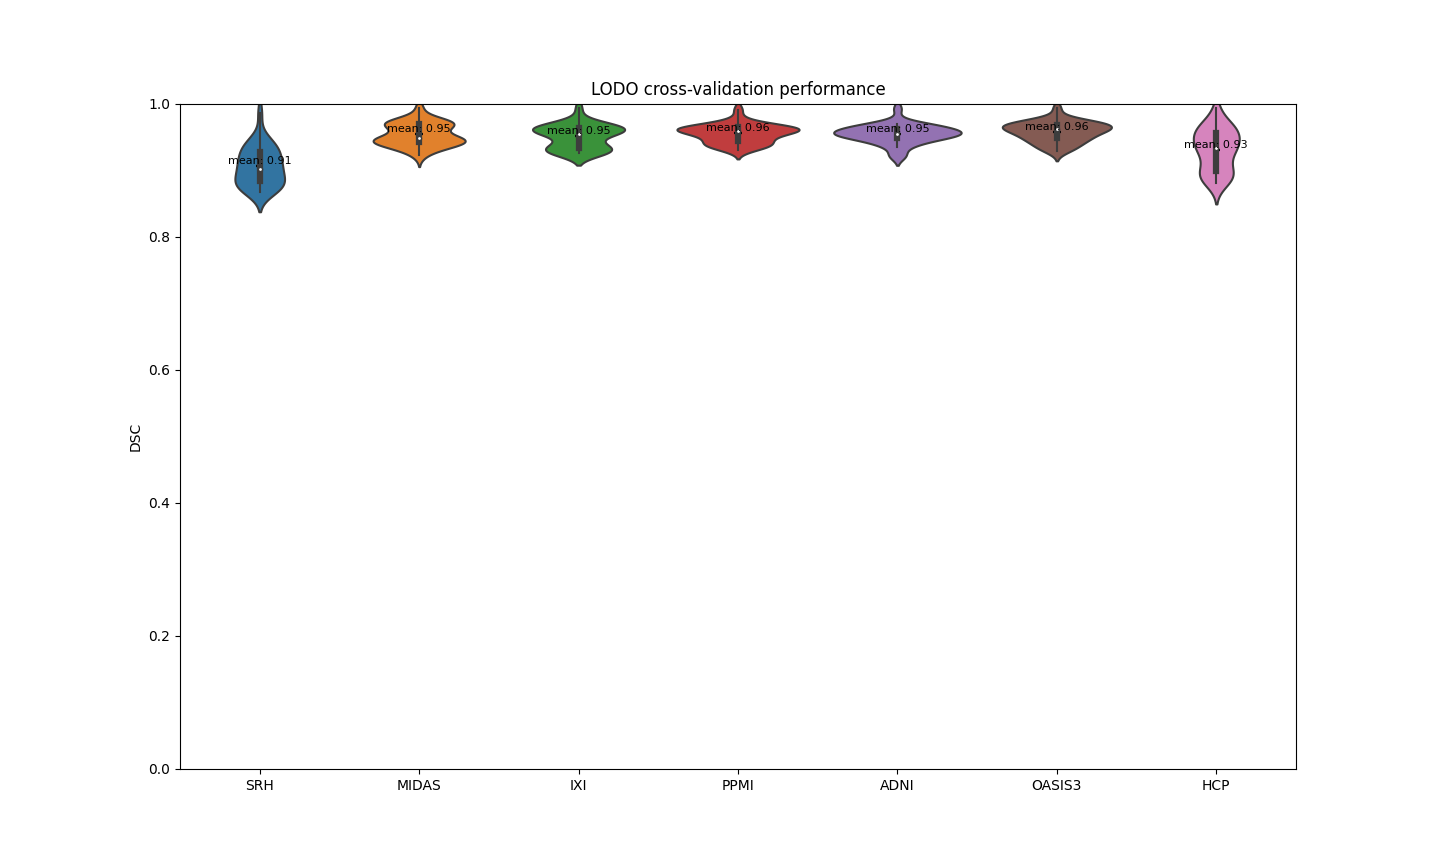 LODO cross-validation performance
1.0
0.8
0.6
0.4
0.2
0.0
DSC
mean: 0.91
mean: 0.95
mean: 0.95
mean: 0.96
mean: 0.95
mean: 0.96
mean: 0.93
SRH
MIDAS
IXI
PPMI
ADNI
OASIS3
HCP